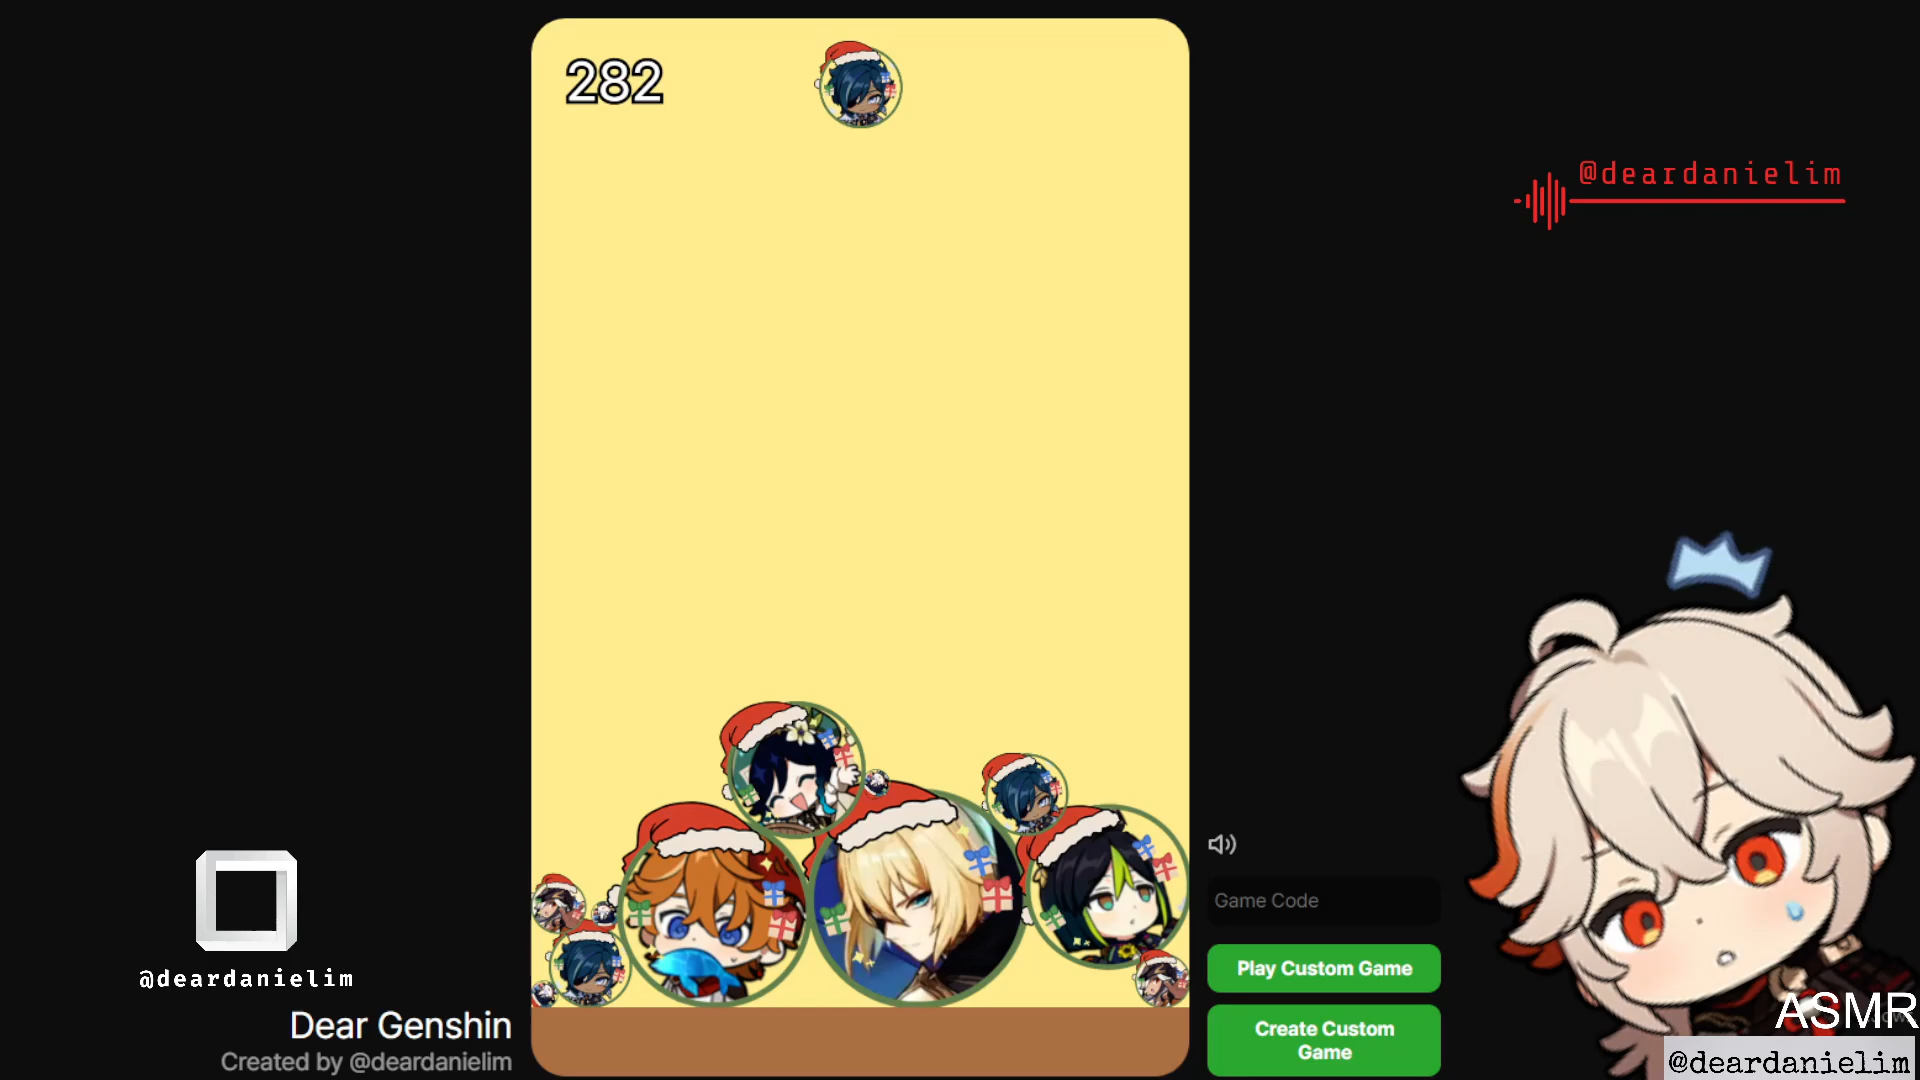 282
@deardanielim
@deardanielim
Dear Genshin
Created by @deardanielim
Game Code
Play Custom Game
Create Custom
Game
ASMR
@deardanielim